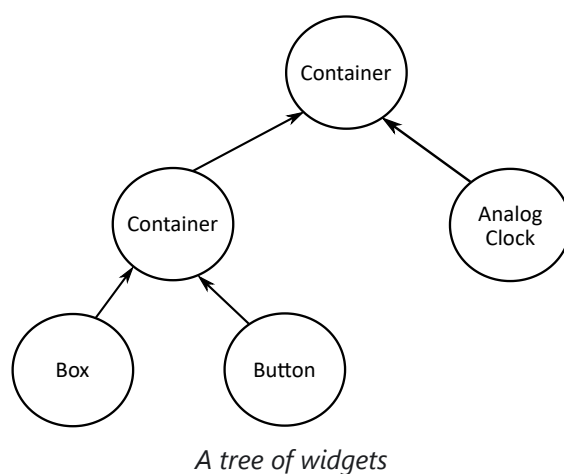 Container
Container
Analog
Clock
Box
Button
A tree of widgets